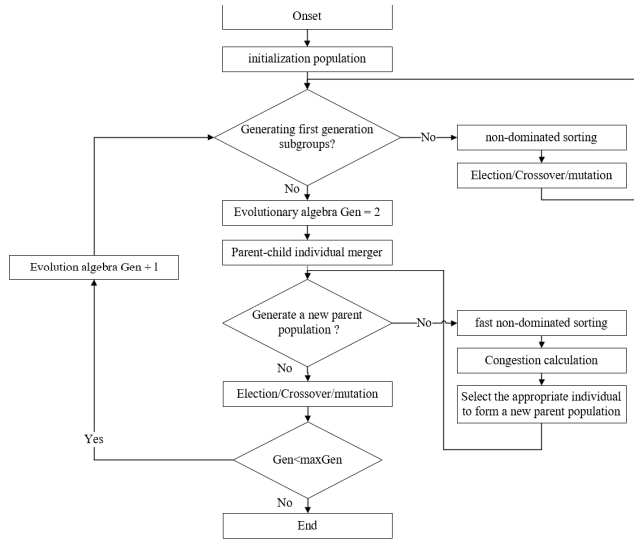 Onset
initialization population
Generating first generation
subgroups?
No
non-dominated sorting
Election/Crossover/mutation
No
Evolutionary algebra Gen = 2
Parent-child individual merger
Evolution algebra Gen + 1
Generate a new parent
population ?
No
fast non-dominated sorting
Congestion calculation
Select the appropriate individual
to form a new parent population
No
Election/Crossover/mutation
Yes
Gen<maxGen
No
End